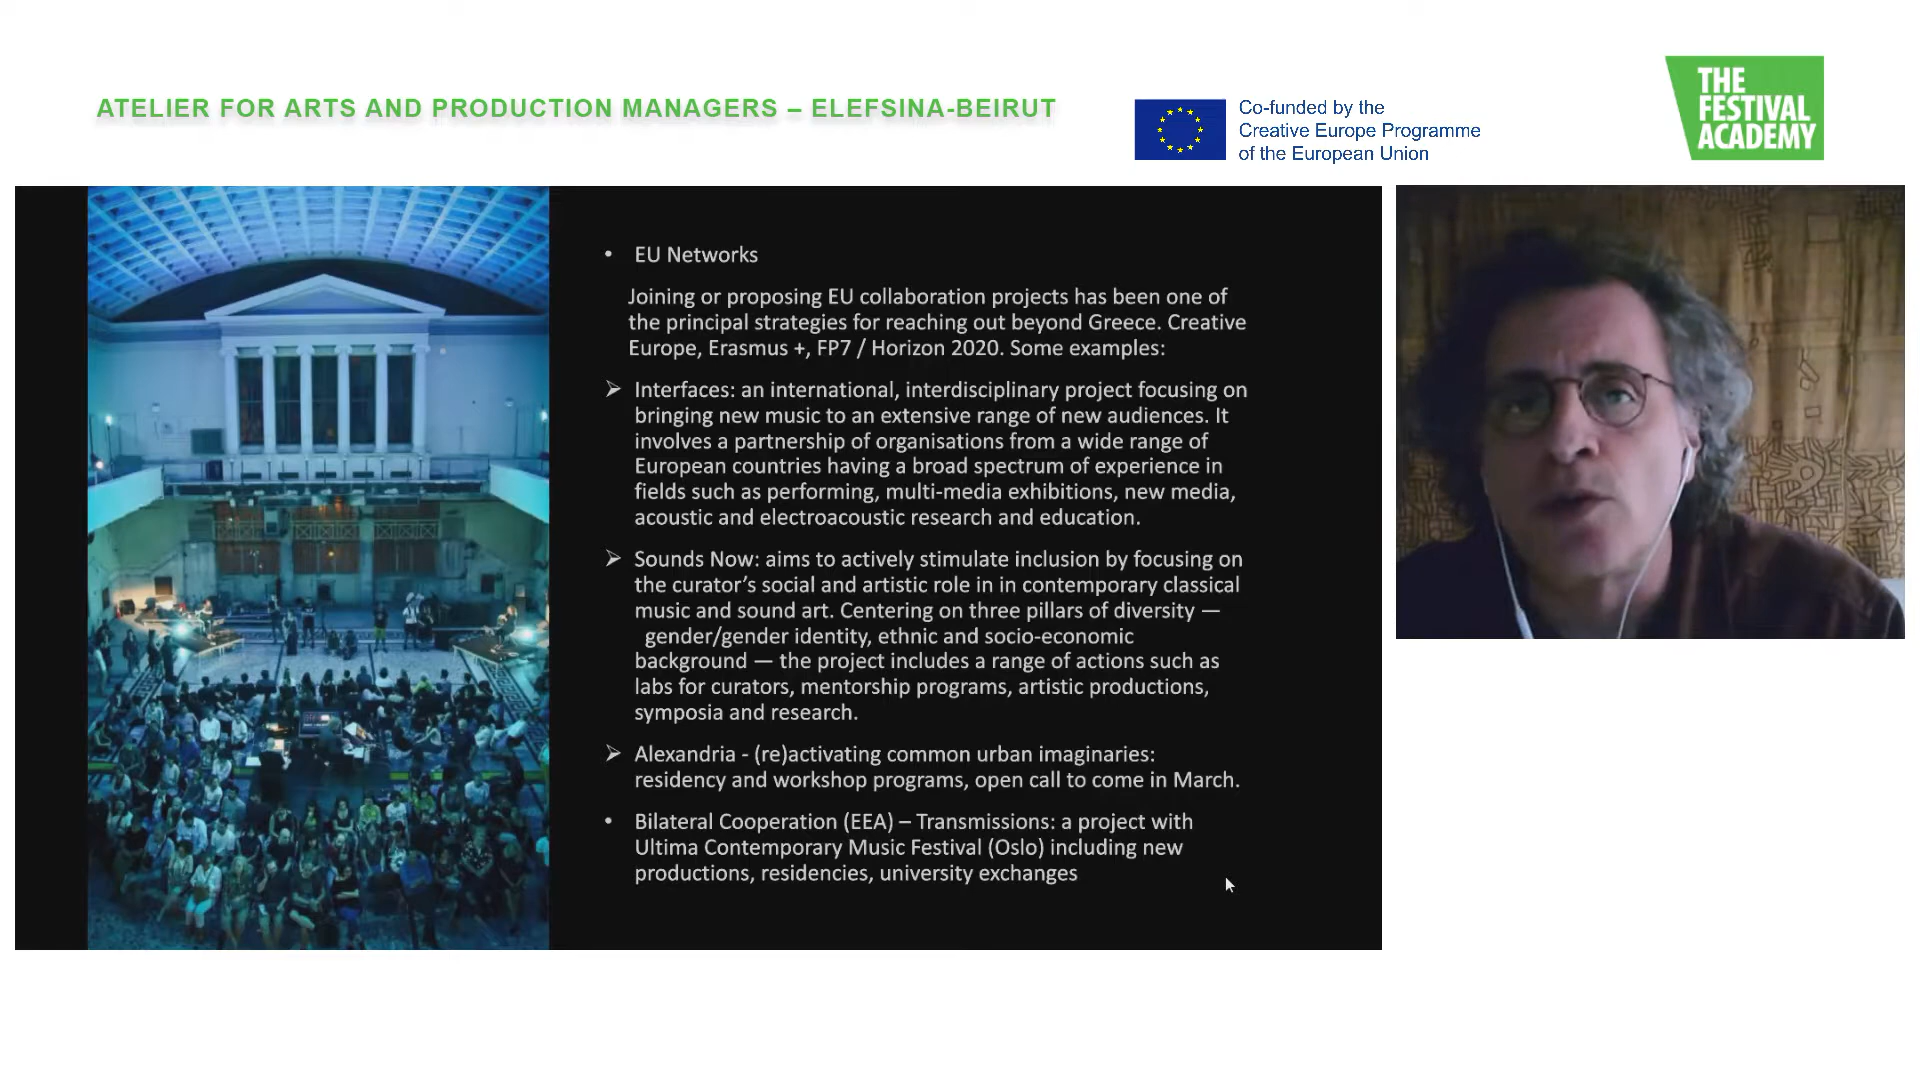 ATELIER FOR ARTS AND PRODUCTION MANAGERS – ELEFSINA-BEIRUT
Co-funded by the
Creative Europe Programme
of the European Union
THE
FESTIVAL
ACADEMY
• EU Networks
Joining or proposing EU collaboration projects has been one of
the principal strategies for reaching out beyond Greece. Creative
Europe, Erasmus +, FP7 / Horizon 2020. Some examples:
➢ Interfaces: an international, interdisciplinary project focusing on
bringing new music to an extensive range of new audiences. It
involves a partnership of organisations from a wide range of
European countries having a broad spectrum of experience in
fields such as performing, multi-media exhibitions, new media,
acoustic and electroacoustic research and education.
➢ Sounds Now: aims to actively stimulate inclusion by focusing on
the curator’s social and artistic role in in contemporary classical
music and sound art. Centering on three pillars of diversity —
gender/gender identity, ethnic and socio-economic
background — the project includes a range of actions such as
labs for curators, mentorship programs, artistic productions,
symposia and research.
➢ Alexandria - (re)activating common urban imaginaries:
residency and workshop programs, open call to come in March.
• Bilateral Cooperation (EEA) – Transmissions: a project with
Ultima Contemporary Music Festival (Oslo) including new
productions, residencies, university exchanges